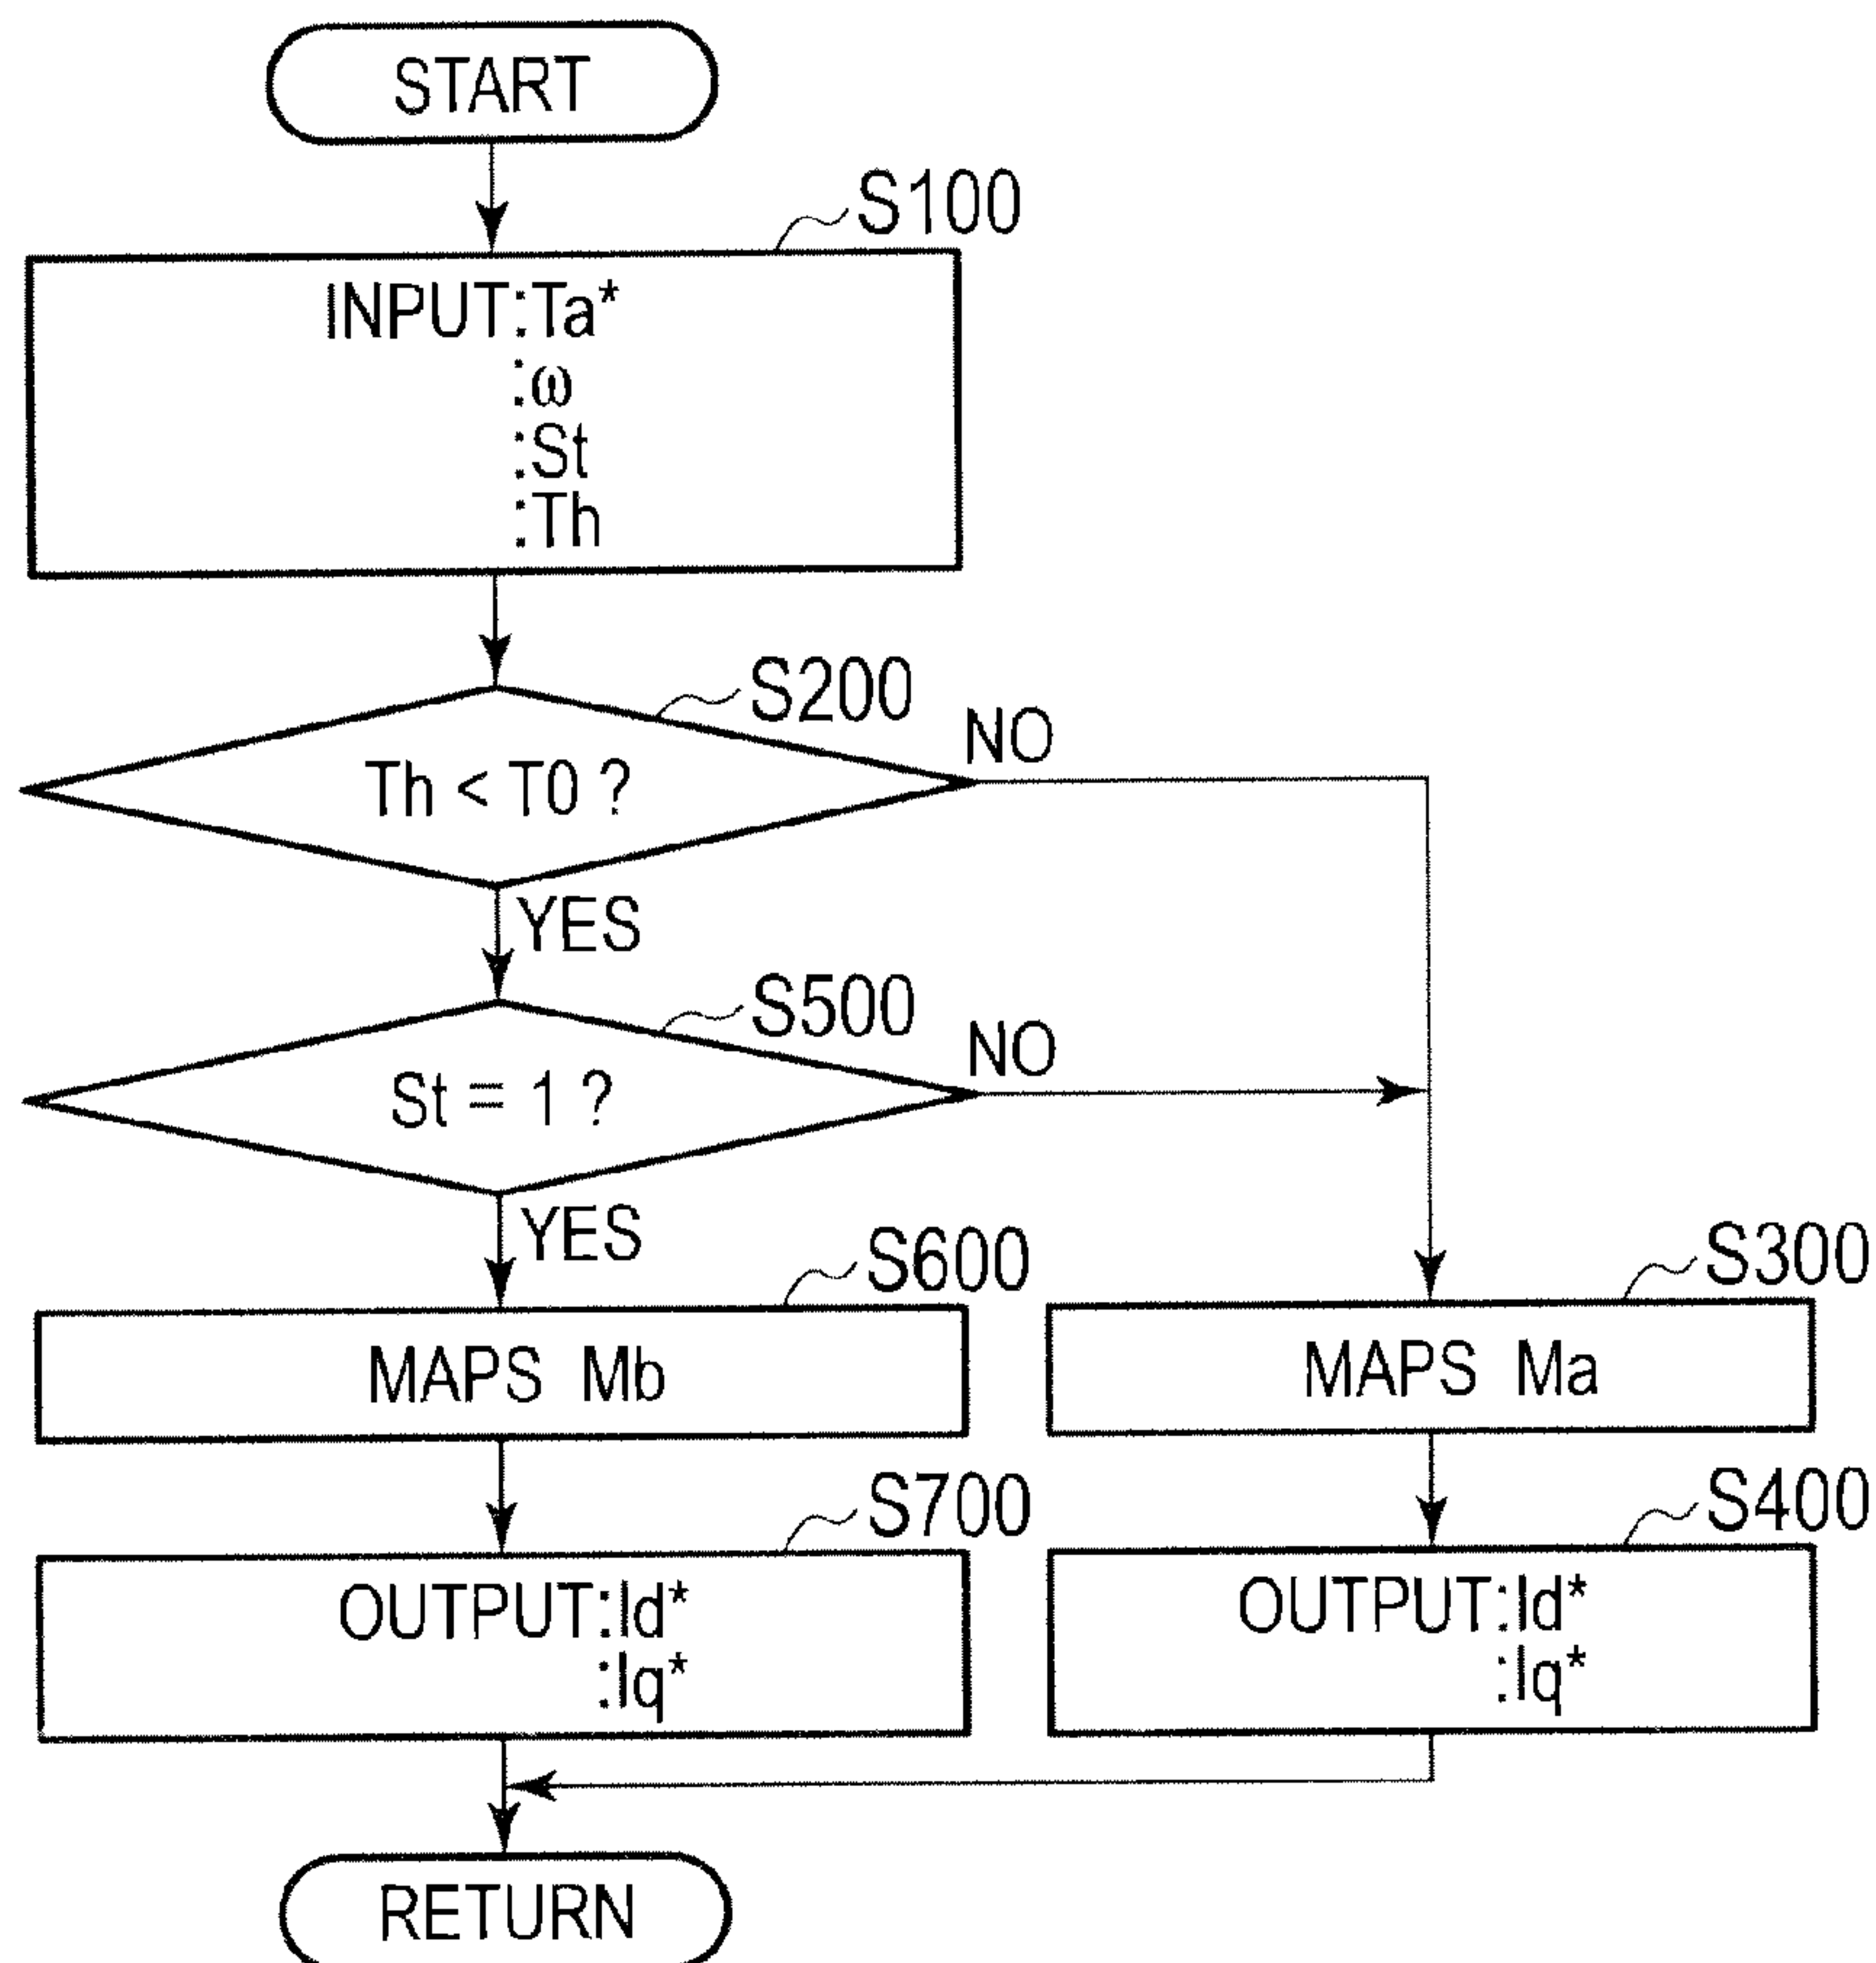 START
S100
INPUT:Ta*
:ω
:St
:Th
S200
Th < T0 ?
NO
YES
S500
St = 1 ?
NO
YES
S600
MAPS Mb
S300
MAPS Ma
S700
OUTPUT:Id*
:Iq*
S400
OUTPUT:Id*
:Iq*
RETURN